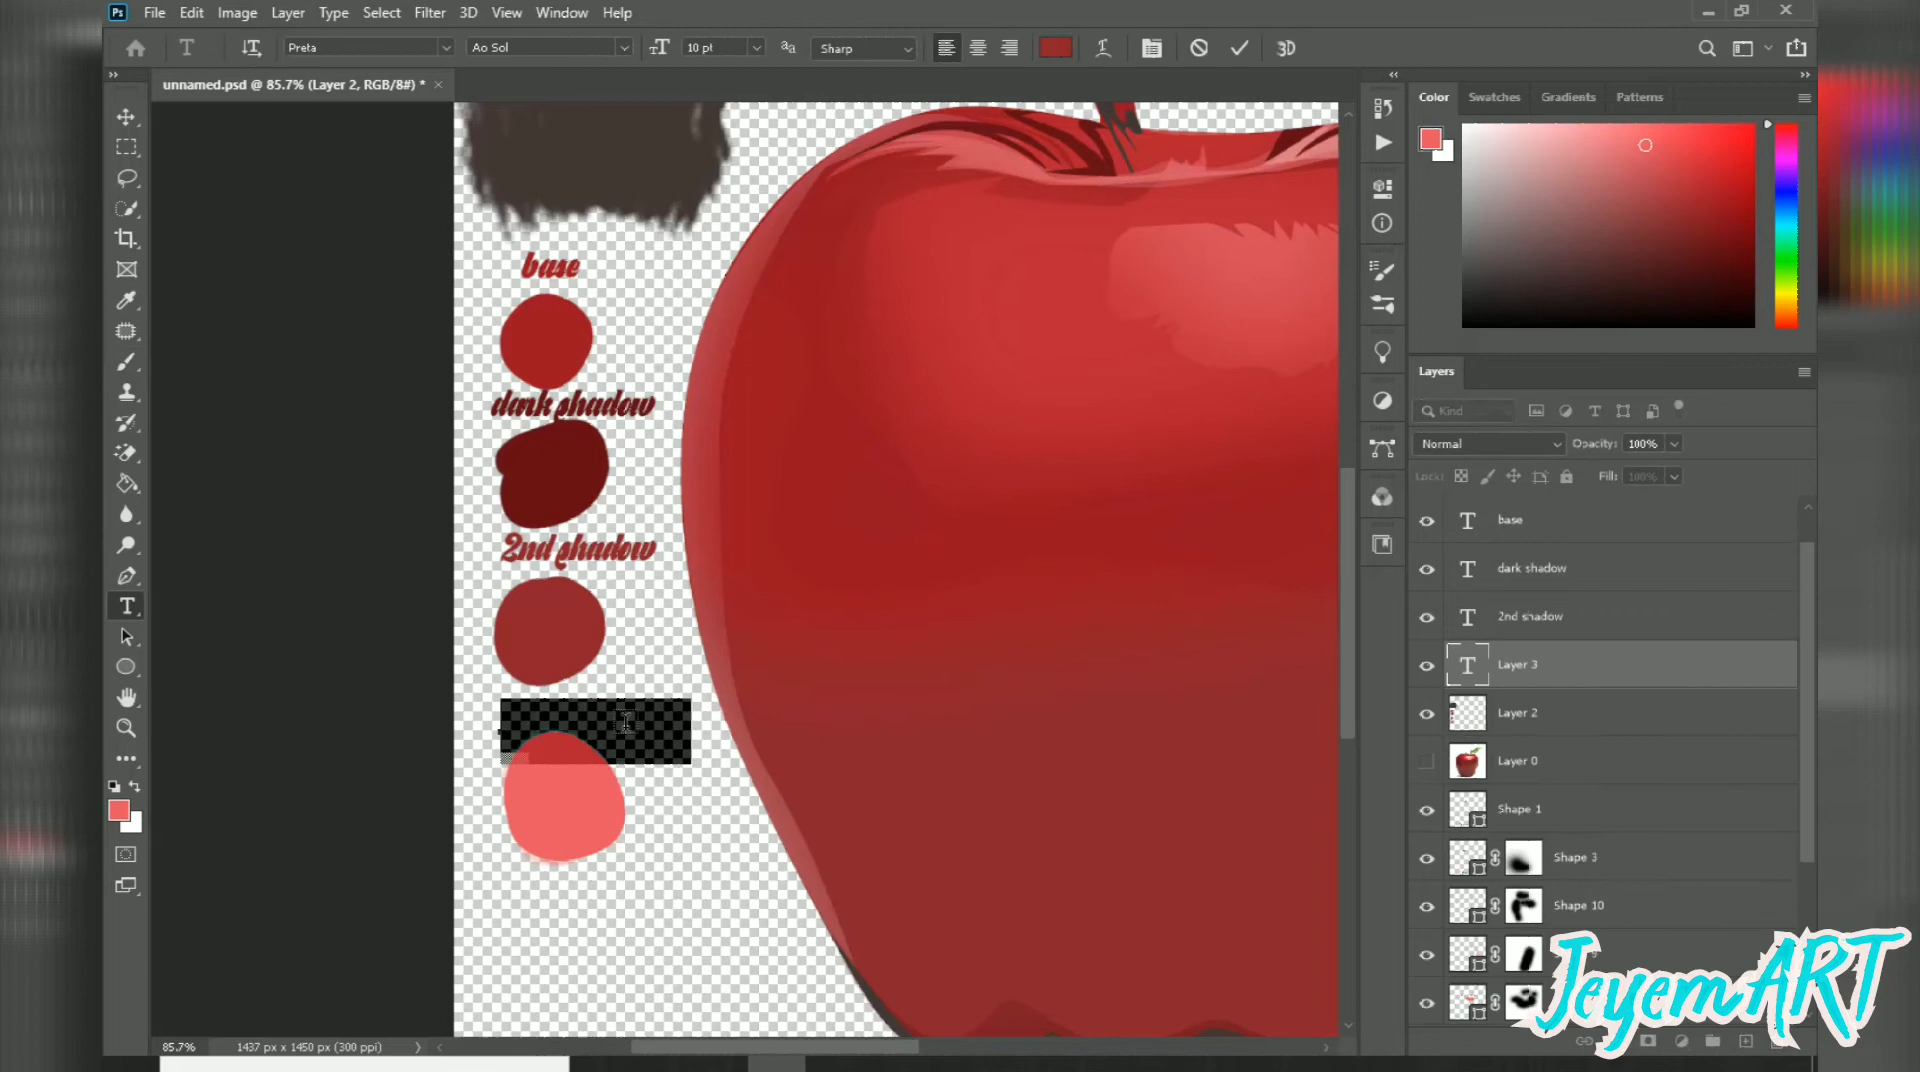 Ps File Edit Image Layer Type Select Filter 3D View Window Help
T Preta Ao Sol 10 pt aa Sharp 3D
unnamed.psd @ 85.7% (Layer 2, RGB/8#) *
Color Swatches Gradients Patterns
base
dark shadow
2nd shadow
Layers
Kind
Normal Opacity: 100%
Lock: Fill: 100%
base
dark shadow
2nd shadow
Layer 3
Layer 2
Layer 0
Shape 1
Shape 3
Shape 10
JeyemART
85.7% 1437 px x 1450 px (300 ppi)